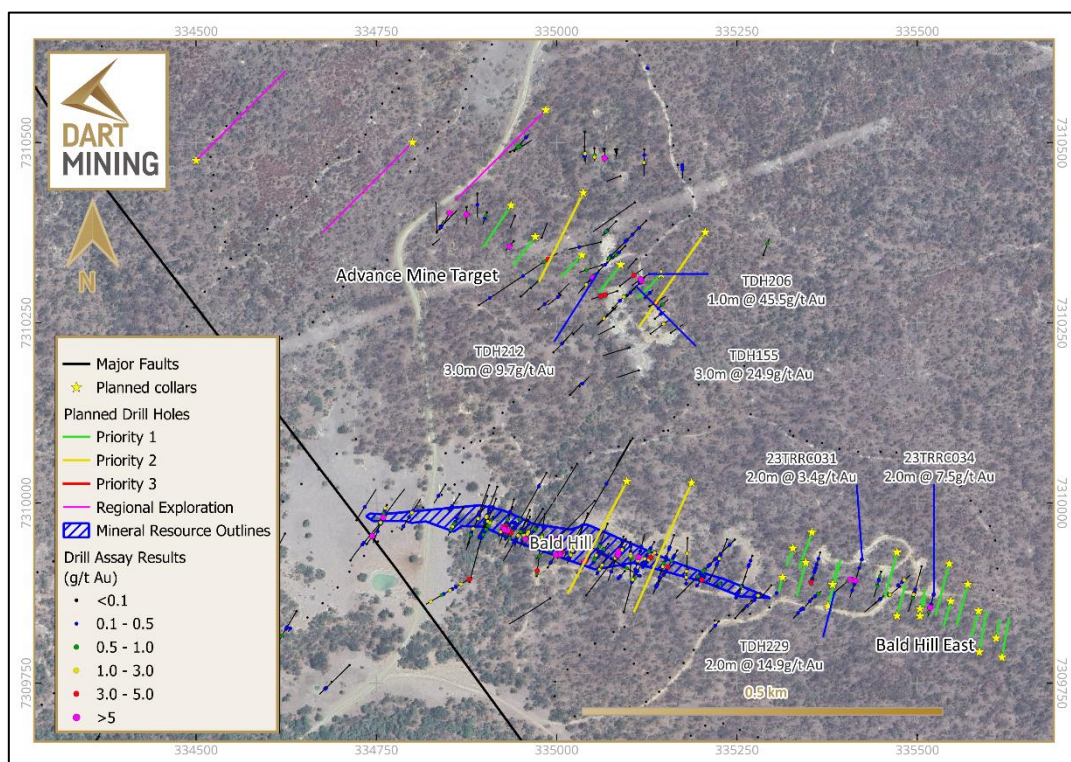 334500
334750
335000
335250
335500
DART
MINING
N
7310500
7310500
Advance Mine Target
TDH206
1.0m @ 45.5g/t Au
7310250
7310250
TDH212
3.0m @ 9.7g/t Au
TDH155
3.0m @ 24.9g/t Au
Major Faults
Planned collars
Planned Drill Holes
Priority 1
Priority 2
Priority 3
Regional Exploration
Mineral Resource Outlines
Drill Assay Results
(g/t Au)
<0.1
0.1 - 0.5
0.5 - 1.0
1.0 - 3.0
3.0 - 5.0
>5
23TRRC031
2.0m @ 3.4g/t Au
23TRRC034
2.0m @ 7.5g/t Au
7310000
7310000
Bald Hill
TDH229
2.0m @ 14.9g/t Au
Bald Hill East
0.5 km
7309750
7309750
334500
334750
335000
335250
335500